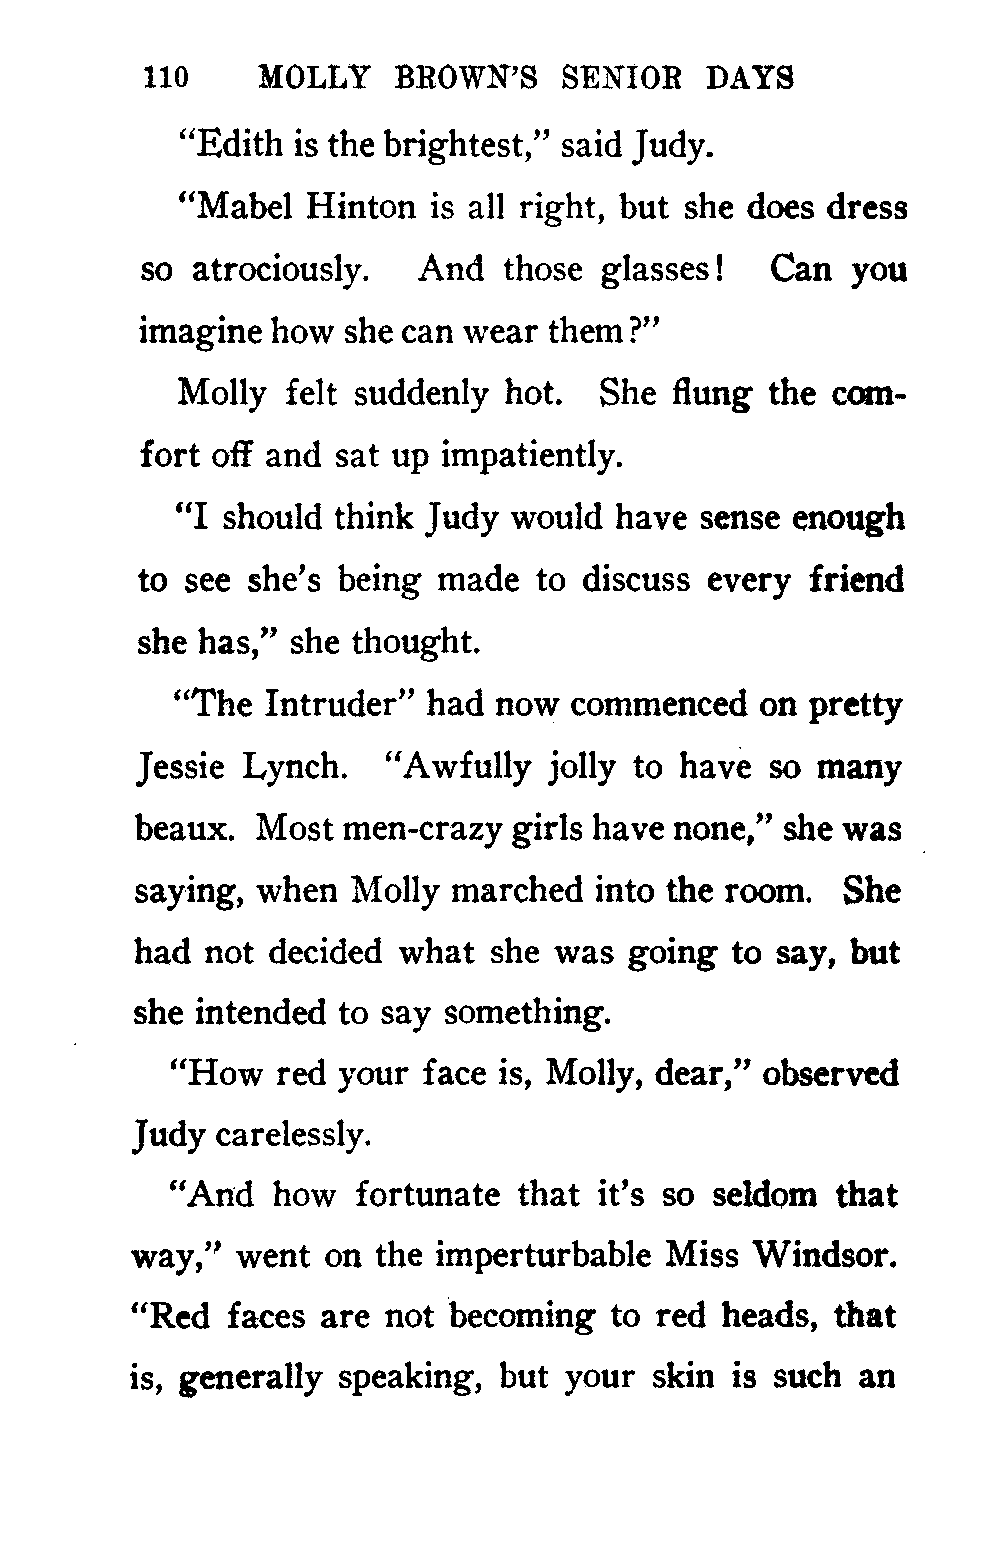 110 MOLLY BROWN'S SENIOR DAYS
"Edith is the brightest," said Judy.
"Mabel Hinton is all right, but she does dress
so atrociously. And those glasses! Can you
imagine how she can wear them?"
Molly felt suddenly hot. She flung the com-
fort off and sat up impatiently.
"I should think Judy would have sense enough
to see she's being made to discuss every friend
she has," she thought.
"The Intruder" had now commenced on pretty
Jessie Lynch. "Awfully jolly to have so many
beaux. Most men-crazy girls have none," she was
saying, when Molly marched into the room. She
had not decided what she was going to say, but
she intended to say something.
"How red your face is, Molly, dear," observed
Judy carelessly.
"And how fortunate that it's so seldom that
way," went on the imperturbable Miss Windsor.
"Red faces are not becoming to red heads, that
is, generally speaking, but your skin is such an